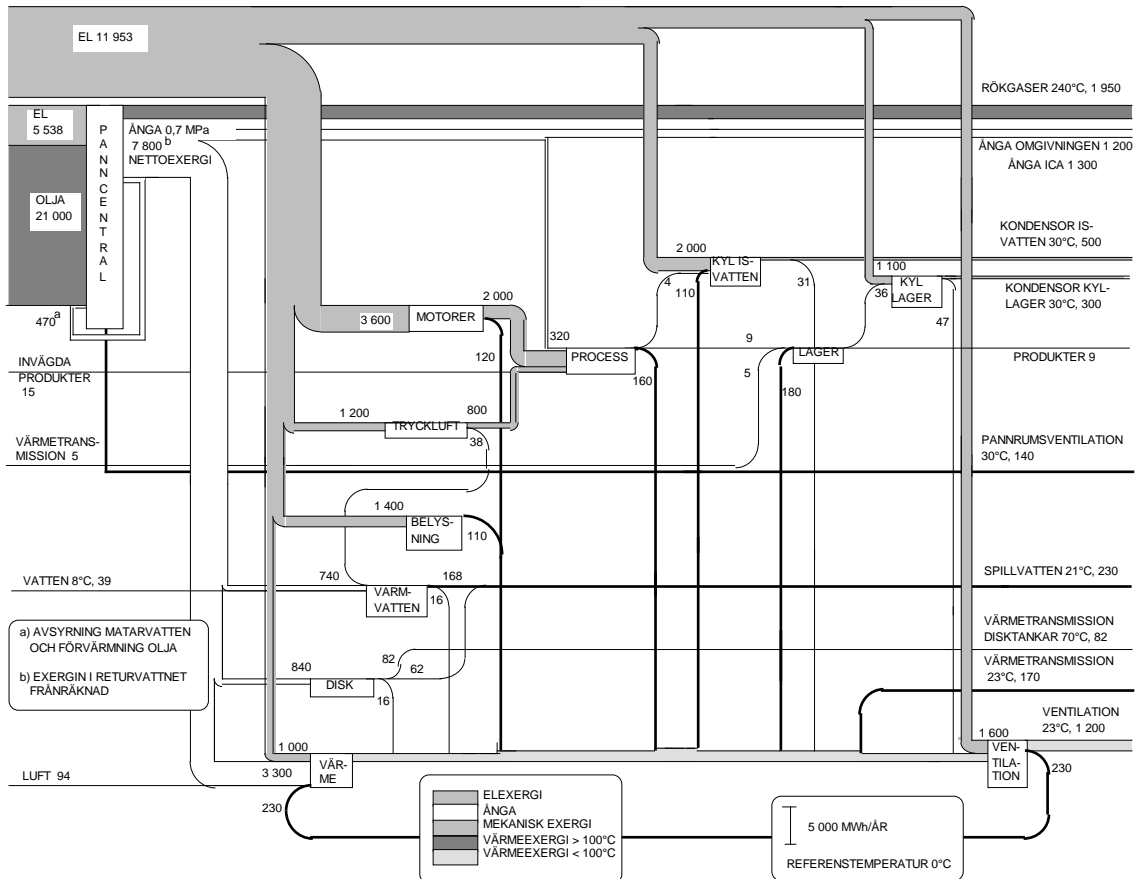 EL 11 953
RÖKGASER 240°C, 1 950
EL
5 538
PANNCENTRAL
ÅNGA 0,7 MPa
7 800 b
NETTOEXERGI
ÅNGA OMGIVNINGEN 1 200
ÅNGA ICA 1 300
OLJA
21 000
KONDENSOR IS-
VATTEN 30°C, 500
2 000
KYL IS-
VATTEN
1 100
KYL
LAGER
4
110
31
36
47
KONDENSOR KYL-
LAGER 30°C, 300
470 a
2 000
3 600
MOTORER
320
9
120
PROCESS
LAGER
PRODUKTER 9
INVÄGDA
PRODUKTER
15
160
5
180
1 200
800
TRYCKLUFT
38
VÄRMETRANS-
MISSION 5
PANNRUMSVENTILATION
30°C, 140
1 400
BELYS-
NING
110
VATTEN 8°C, 39
740
168
VARM-
VATTEN
16
SPILLVATTEN 21°C, 230
a) AVSYRNING MATARVATTEN
OCH FÖRVÄRMNING OLJA
b) EXERGIN I RETURVATTNET
FRÅNRÄKNAD
VÄRMETRANSMISSION
DISKTANKAR 70°C, 82
82
840
62
DISK
16
VÄRMETRANSMISSION
23°C, 170
VENTILATION
23°C, 1 200
1 000
1 600
VÄR-
ME
VEN-
TILA-
TION
3 300
LUFT 94
230
230
ELEXERGI
ÅNGA
MEKANISK EXERGI
VÄRMEEXERGI > 100°C
VÄRMEEXERGI < 100°C
5 000 MWh/ÅR
REFERENSTEMPERATUR 0°C